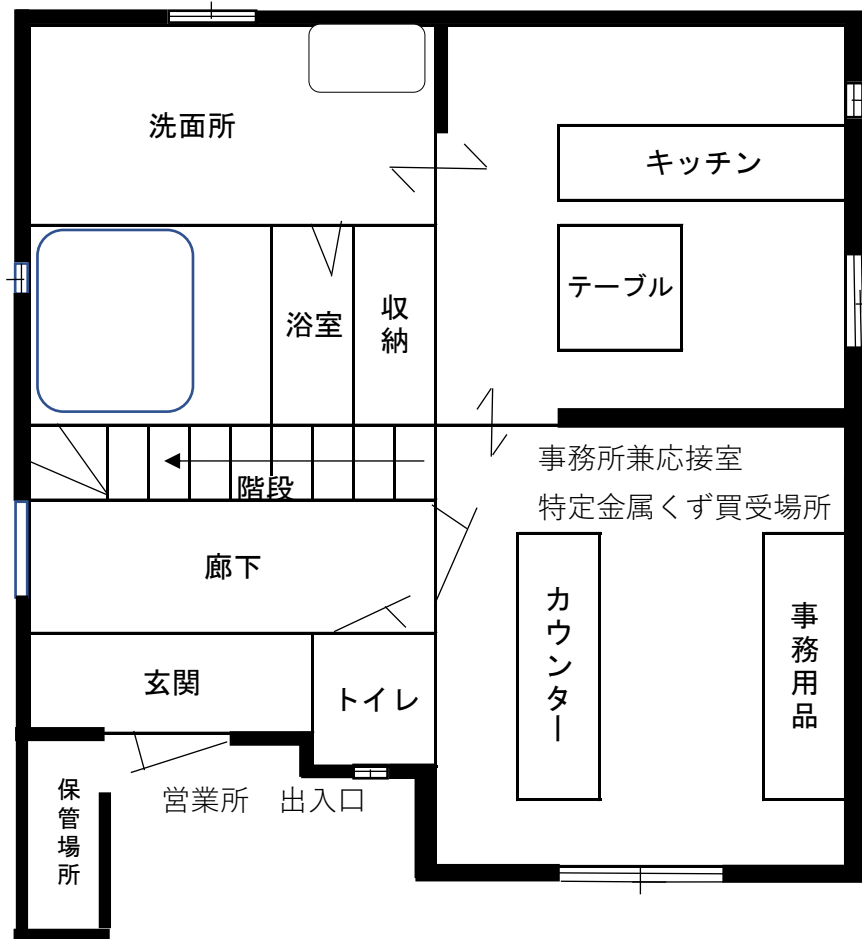 洗面所
キッチン
テーブル
浴室
収納
事務所兼応接室
特定金属くず買受場所
階段
廊下
カウンター
事務用品
玄関
トイレ
営業所　出入口
保管場所